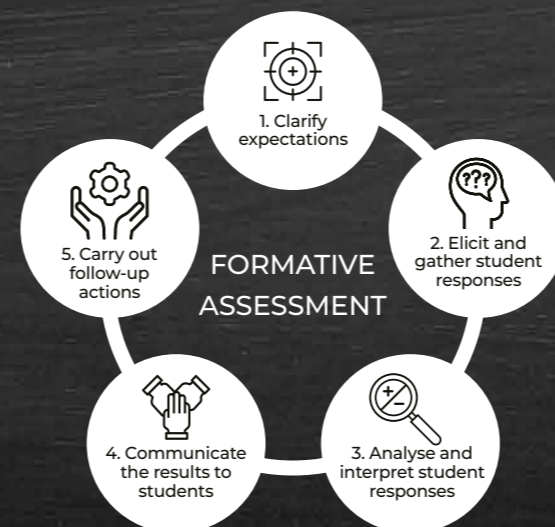 1. Clarify
expectations
???
2. Elicit and
gather student
responses
5. Carry out
follow-up
actions
FORMATIVE
ASSESSMENT
+
-
3. Analyse and
interpret student
responses
4. Communicate
the results to
students